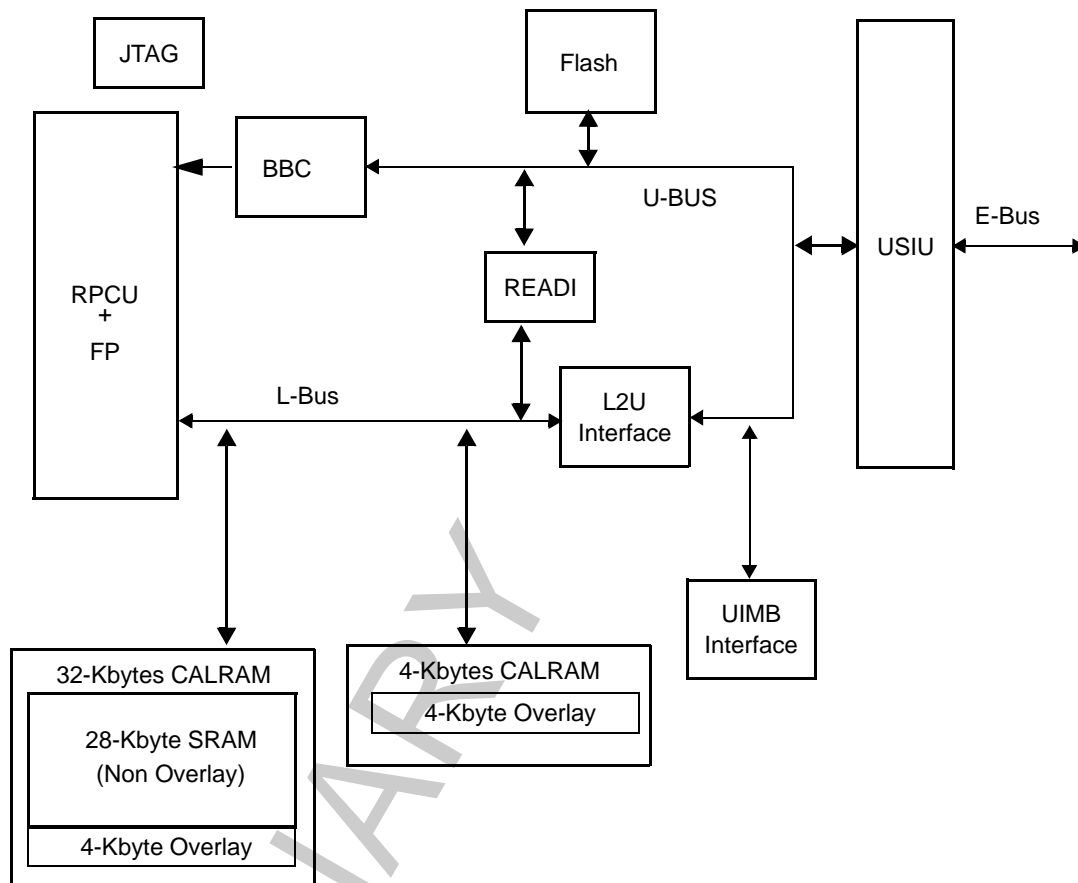 JTAG
Flash
BBC
U-BUS
E-Bus
USIU
READI
RPCU
+
FP
L-Bus
L2U
Interface
UIMB
Interface
32-Kbytes CALRAM
28-Kbyte SRAM
(Non Overlay)
4-Kbyte Overlay
4-Kbytes CALRAM
4-Kbyte Overlay